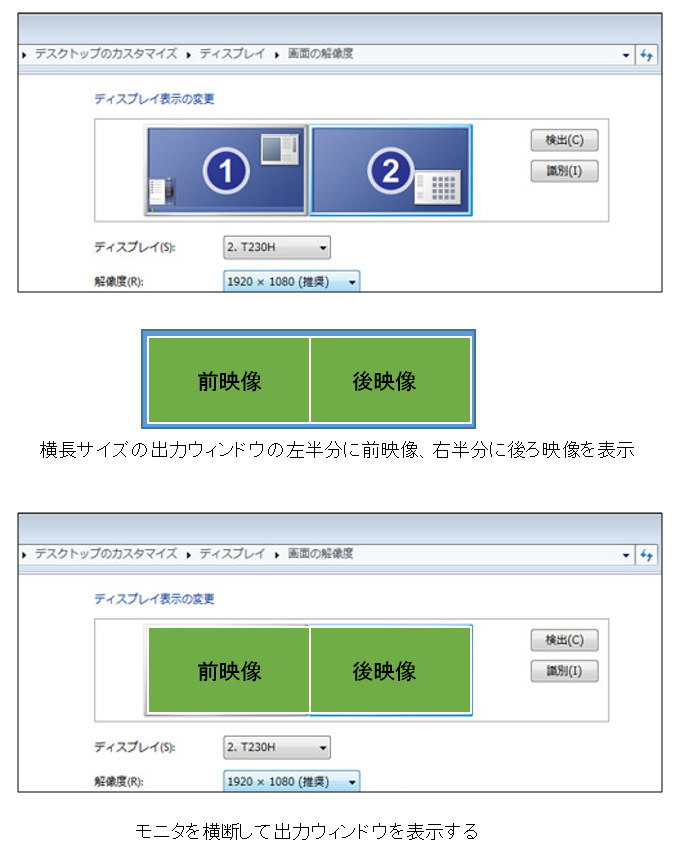 デスクトップのカスタマイズ ▸ ディスプレイ ▸ 画面の解像度
ディスプレイ表示の変更
1 2
検出(C)
識別(I)
ディスプレイ(S): 2. T230H
解像度(R): 1920 × 1080 (推奨)
前映像 後映像
横長サイズの出力ウィンドウの左半分に前映像、右半分に後ろ映像を表示
デスクトップのカスタマイズ ▸ ディスプレイ ▸ 画面の解像度
ディスプレイ表示の変更
前映像 後映像
検出(C)
識別(I)
ディスプレイ(S): 2. T230H
解像度(R): 1920 × 1080 (推奨)
モニタを横断して出力ウィンドウを表示する